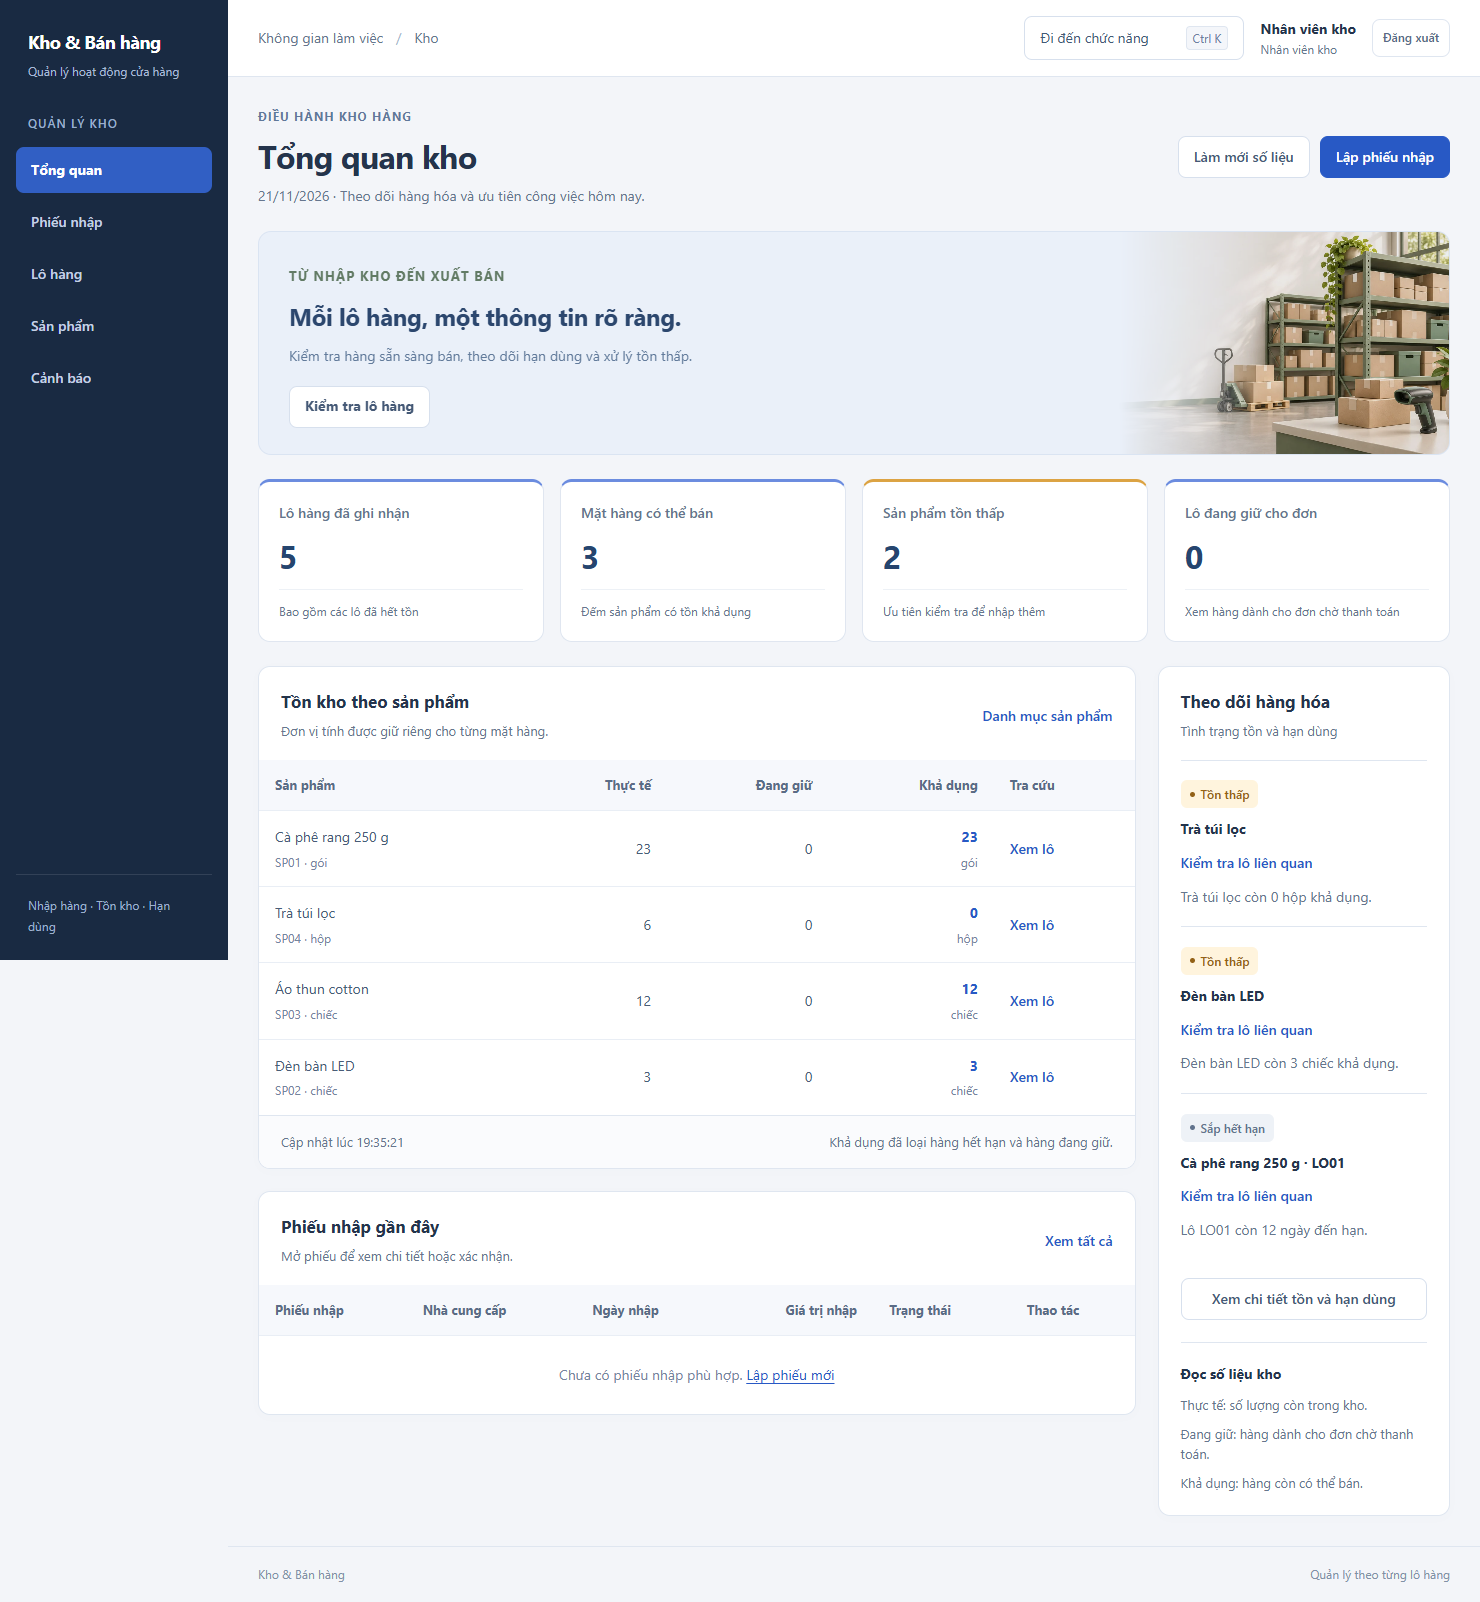 Kho & Bán hàng
Quản lý hoạt động cửa hàng
QUẢN LÝ KHO
Tổng quan
Phiếu nhập
Lô hàng
Sản phẩm
Cảnh báo
Nhập hàng · Tồn kho · Hạn
dùng
Không gian làm việc / Kho
Đi đến chức năng Ctrl K
Nhân viên kho
Nhân viên kho
Đăng xuất
ĐIỀU HÀNH KHO HÀNG
Tổng quan kho
21/11/2026 · Theo dõi hàng hóa và ưu tiên công việc hôm nay.
Làm mới số liệu
Lập phiếu nhập
TỪ NHẬP KHO ĐẾN XUẤT BÁN
Mỗi lô hàng, một thông tin rõ ràng.
Kiểm tra hàng sẵn sàng bán, theo dõi hạn dùng và xử lý tồn thấp.
Kiểm tra lô hàng
Lô hàng đã ghi nhận
5
Bao gồm các lô đã hết tồn
Mặt hàng có thể bán
3
Đếm sản phẩm có tồn khả dụng
Sản phẩm tồn thấp
2
Ưu tiên kiểm tra để nhập thêm
Lô đang giữ cho đơn
0
Xem hàng dành cho đơn chờ thanh toán
Tồn kho theo sản phẩm
Đơn vị tính được giữ riêng cho từng mặt hàng.
Danh mục sản phẩm
Sản phẩm Thực tế Đang giữ Khả dụng Tra cứu
Cà phê rang 250 g
SP01 · gói
23 0 23 Xem lô
gói
Trà túi lọc
SP04 · hộp
6 0 0 Xem lô
hộp
Áo thun cotton
SP03 · chiếc
12 0 12 Xem lô
chiếc
Đèn bàn LED
SP02 · chiếc
3 0 3 Xem lô
chiếc
Cập nhật lúc 19:35:21
Khả dụng đã loại hàng hết hạn và hàng đang giữ.
Phiếu nhập gần đây
Mở phiếu để xem chi tiết hoặc xác nhận.
Xem tất cả
Phiếu nhập Nhà cung cấp Ngày nhập Giá trị nhập Trạng thái Thao tác
Chưa có phiếu nhập phù hợp. Lập phiếu mới
Theo dõi hàng hóa
Tình trạng tồn và hạn dùng
• Tồn thấp
Trà túi lọc
Kiểm tra lô liên quan
Trà túi lọc còn 0 hộp khả dụng.
• Tồn thấp
Đèn bàn LED
Kiểm tra lô liên quan
Đèn bàn LED còn 3 chiếc khả dụng.
• Sắp hết hạn
Cà phê rang 250 g · LO01
Kiểm tra lô liên quan
Lô LO01 còn 12 ngày đến hạn.
Xem chi tiết tồn và hạn dùng
Đọc số liệu kho
Thực tế: số lượng còn trong kho.
Đang giữ: hàng dành cho đơn chờ thanh
toán.
Khả dụng: hàng còn có thể bán.
Kho & Bán hàng
Quản lý theo từng lô hàng